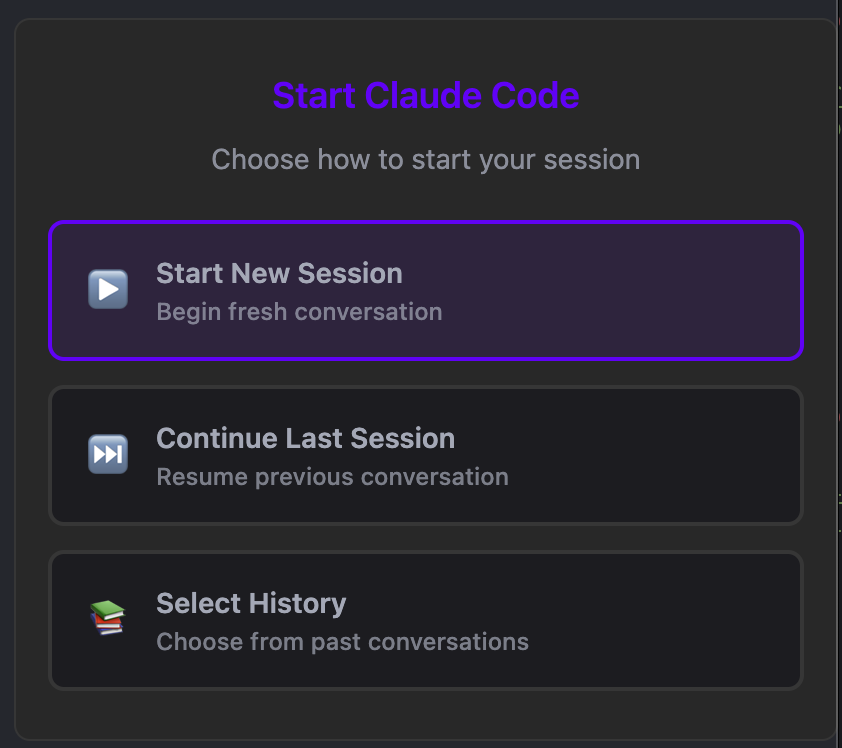 Start Claude Code
Choose how to start your session
Start New Session
Begin fresh conversation
Continue Last Session
Resume previous conversation
Select History
Choose from past conversations